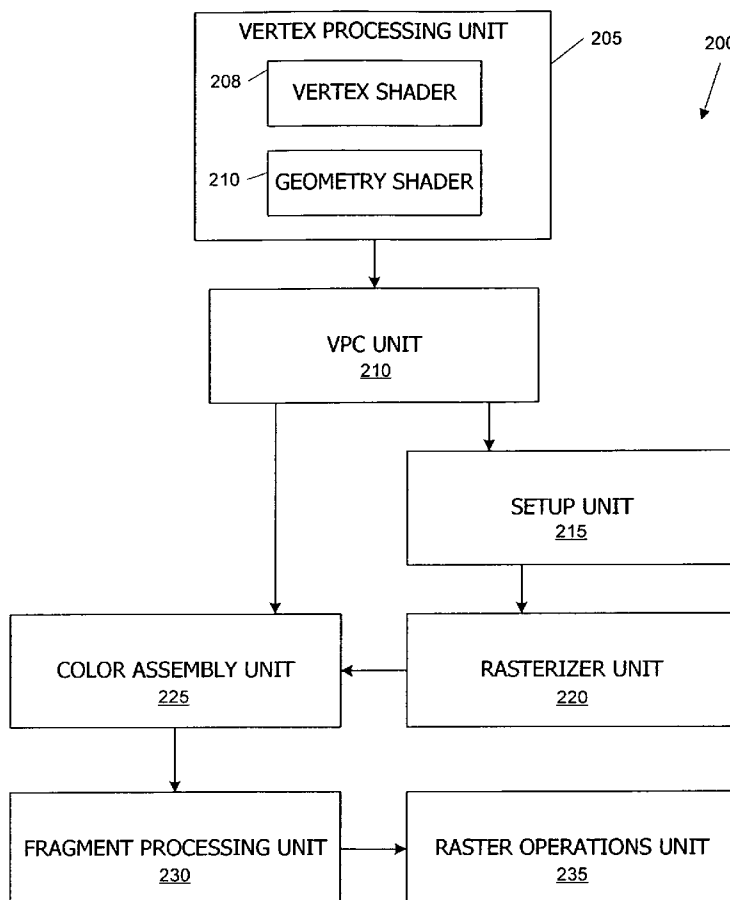 VERTEX PROCESSING UNIT
205
200
208
VERTEX SHADER
210
GEOMETRY SHADER
VPC UNIT
210
SETUP UNIT
215
COLOR ASSEMBLY UNIT
225
RASTERIZER UNIT
220
FRAGMENT PROCESSING UNIT
230
RASTER OPERATIONS UNIT
235